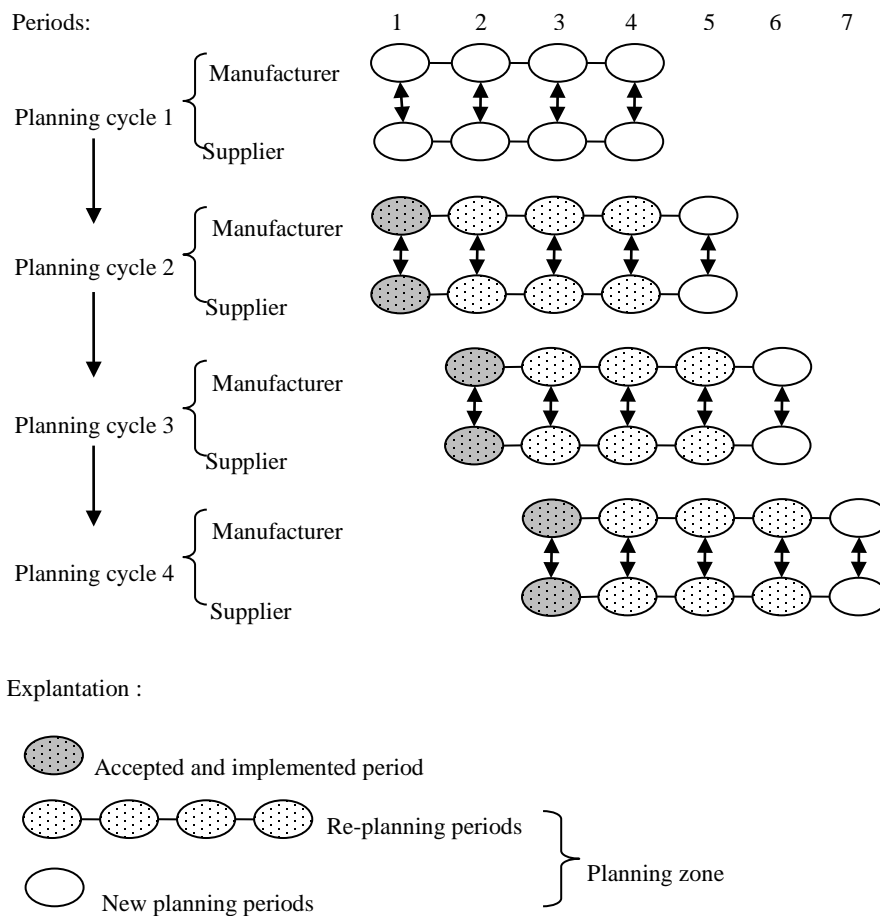 Periods: 1 2 3 4 5 6 7
Manufacturer
Planning cycle 1
Supplier
Manufacturer
Planning cycle 2
Supplier
Manufacturer
Planning cycle 3
Supplier
Manufacturer
Planning cycle 4
Supplier
Explantation :
Accepted and implemented period
Re-planning periods
Planning zone
New planning periods